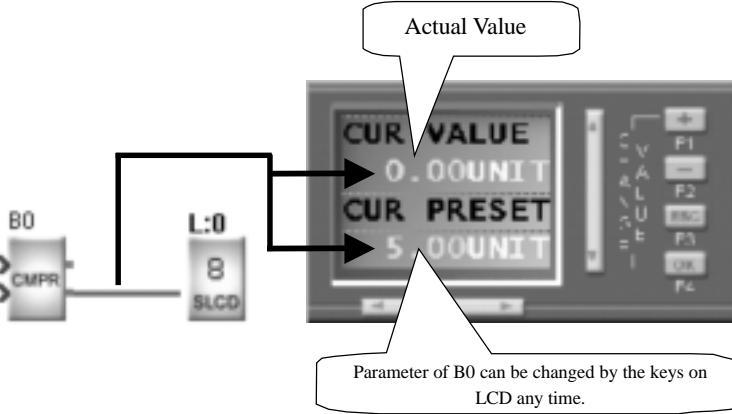 Actual Value
CUR VALUE
0.00UNIT
CUR PRESET
5.00UNIT
B0
CMPR
L:0
8
SLCD
VALUE
+
F1
−
F2
ESC
F3
OK
F4
Parameter of B0 can be changed by the keys on
LCD any time.